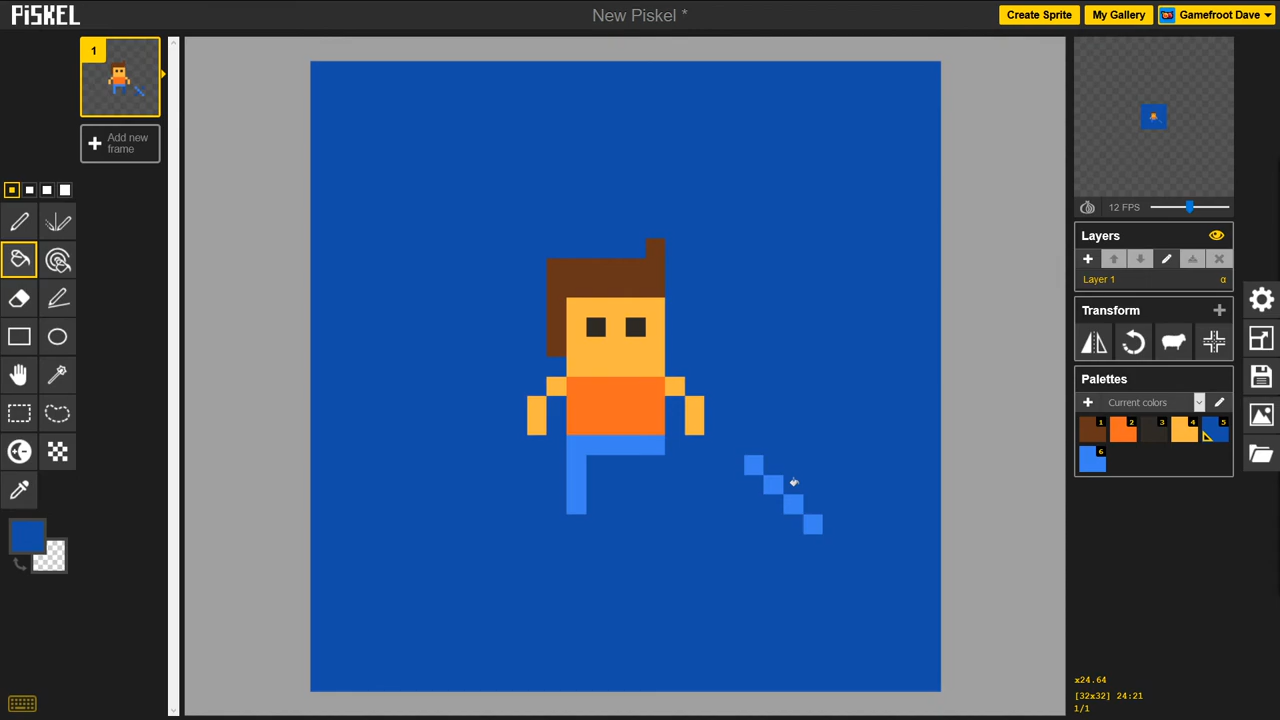 PiSKEL
New Piskel *
Create Sprite
My Gallery
Gamefroot Dave
1
Add new
frame
12 FPS
Layers
Layer 1
α
Transform
Palettes
Current colors
1
2
3
4
5
6
x24.64
[32x32] 24:21
1/1